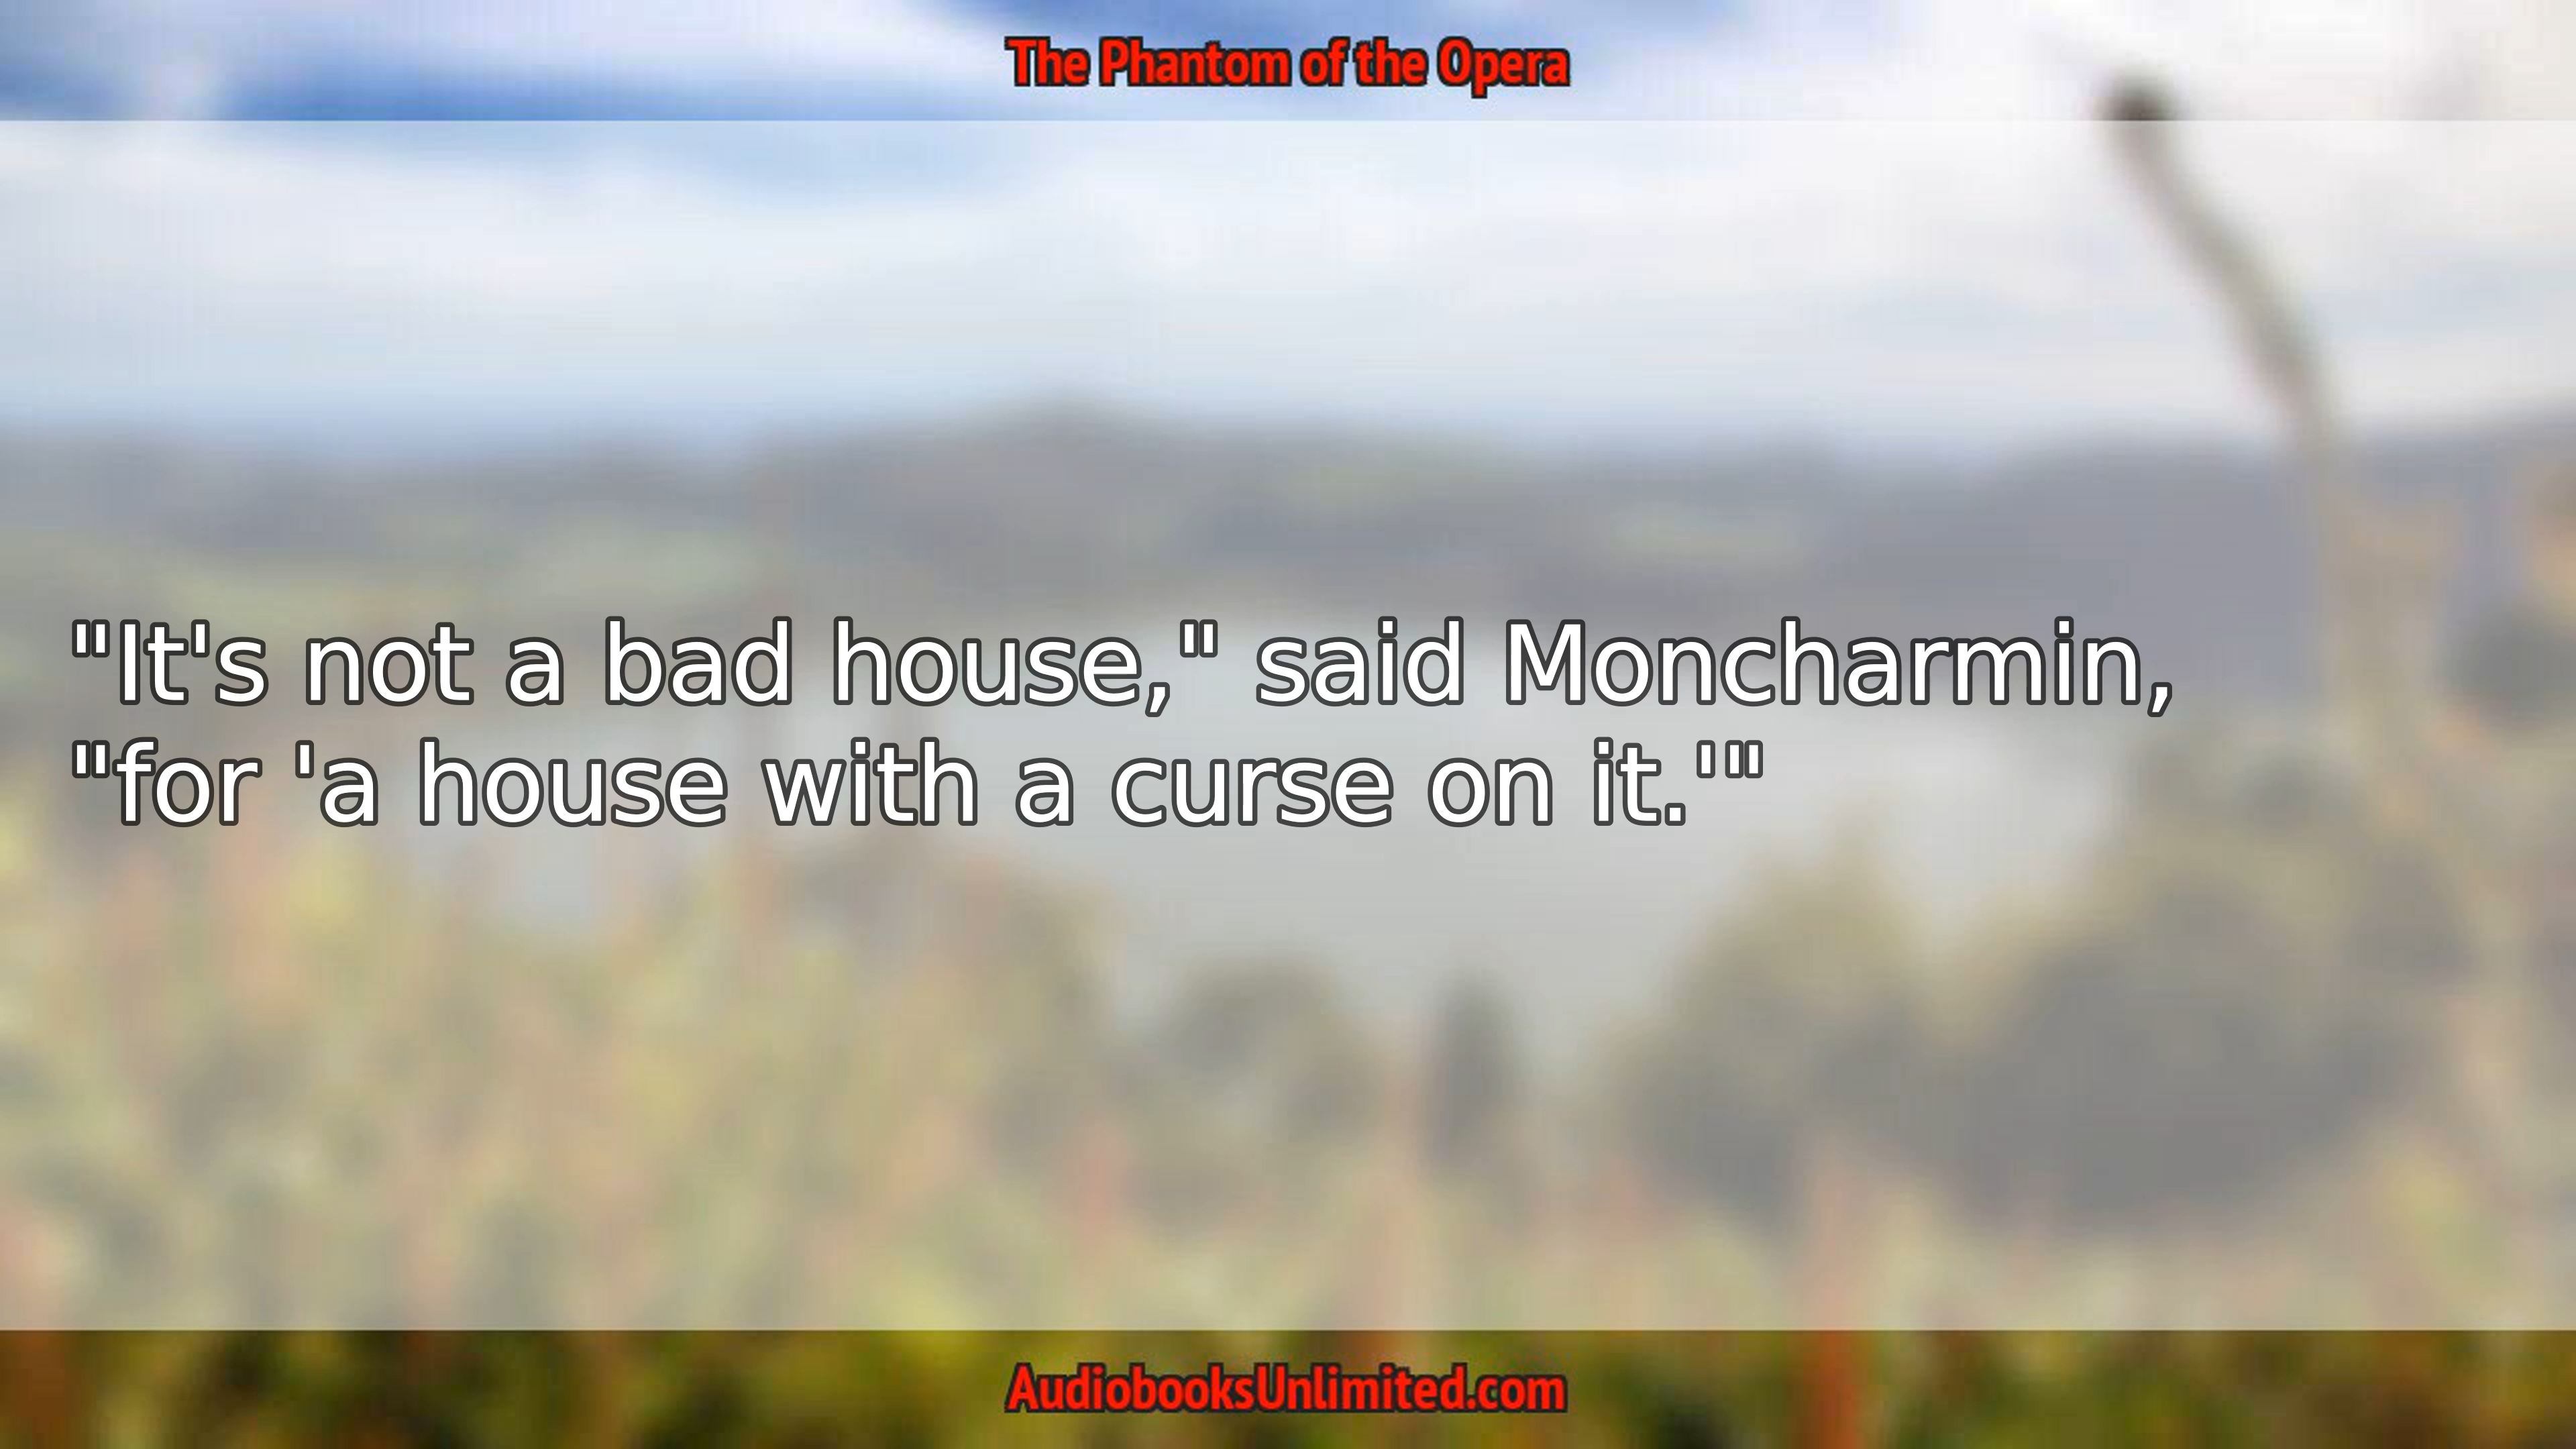 The Phantom of the Opera
"It's not a bad house," said Moncharmin,
"for 'a house with a curse on it.'"
AudiobooksUnlimited.com